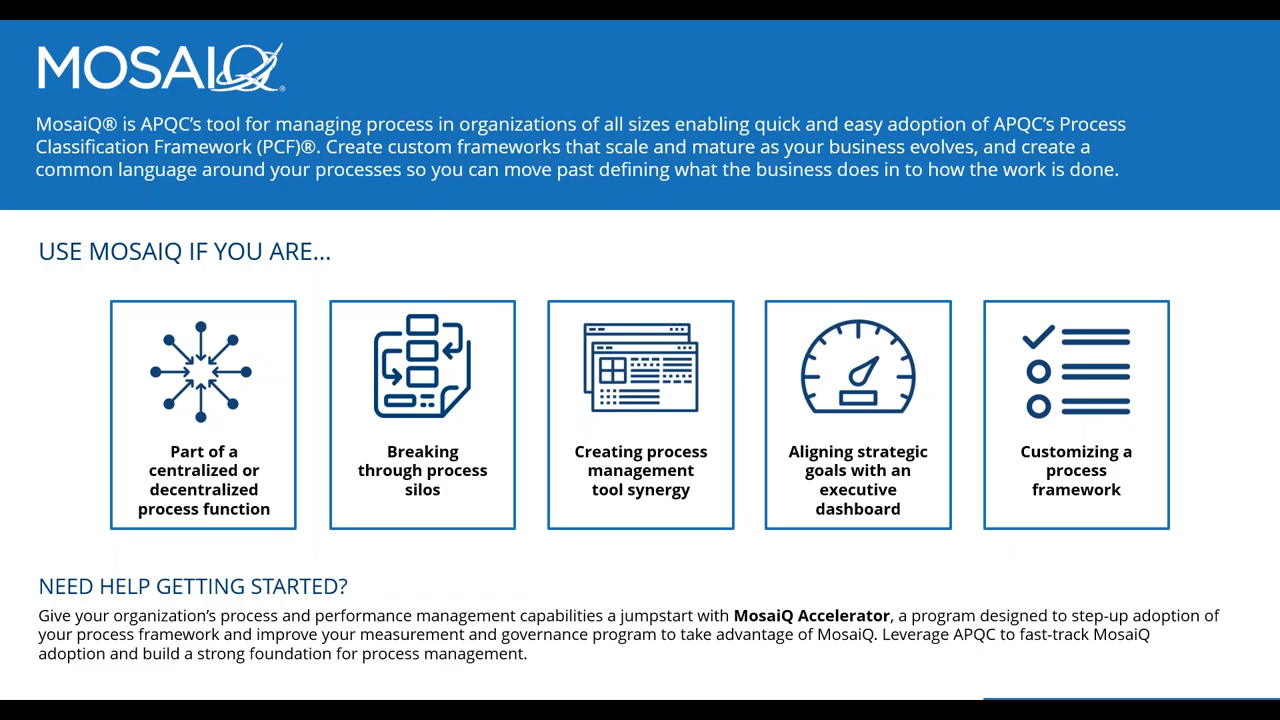 MOSAIQ®
MosaiQ® is APQC’s tool for managing process in organizations of all sizes enabling quick and easy adoption of APQC’s Process
Classification Framework (PCF)®. Create custom frameworks that scale and mature as your business evolves, and create a
common language around your processes so you can move past defining what the business does in to how the work is done.
USE MOSAIQ IF YOU ARE...
Part of a
centralized or
decentralized
process function
Breaking
through process
silos
Creating process
management
tool synergy
Aligning strategic
goals with an
executive
dashboard
Customizing a
process
framework
NEED HELP GETTING STARTED?
Give your organization’s process and performance management capabilities a jumpstart with MosaiQ Accelerator, a program designed to step-up adoption of
your process framework and improve your measurement and governance program to take advantage of MosaiQ. Leverage APQC to fast-track MosaiQ
adoption and build a strong foundation for process management.